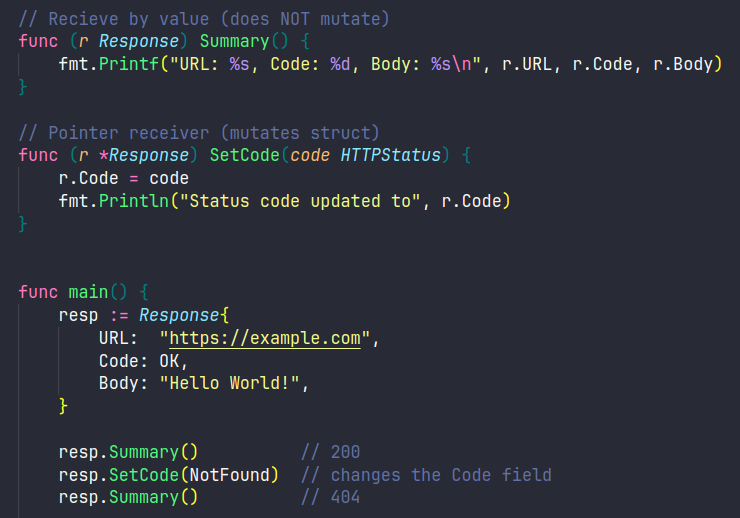 // Recieve by value (does NOT mutate)
func (r Response) Summary() {
    fmt.Printf("URL: %s, Code: %d, Body: %s\n", r.URL, r.Code, r.Body)
}
// Pointer receiver (mutates struct)
func (r *Response) SetCode(code HTTPStatus) {
    r.Code = code
    fmt.Println("Status code updated to", r.Code)
}
func main() {
    resp := Response{
        URL:  "https://example.com",
        Code: OK,
        Body: "Hello World!",
    }
    resp.Summary()          // 200
    resp.SetCode(NotFound)  // changes the Code field
    resp.Summary()          // 404